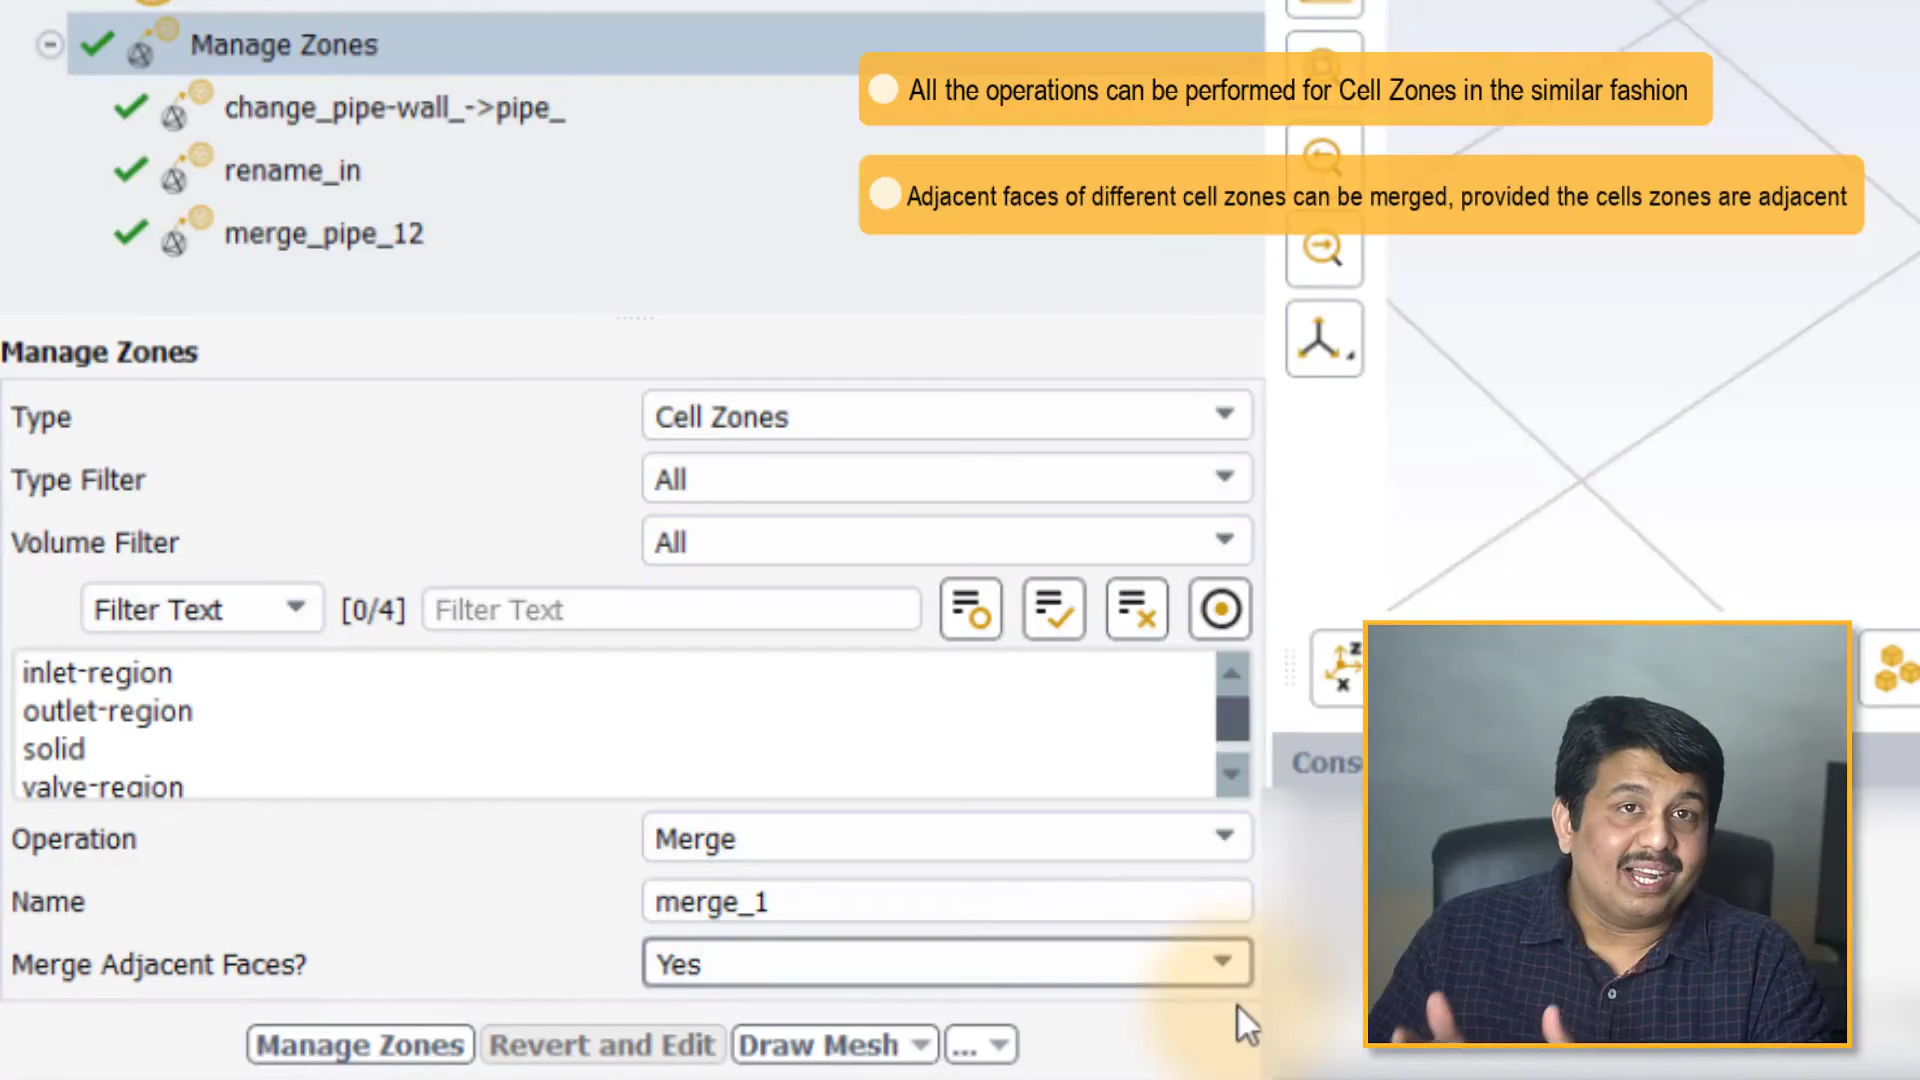 Manage Zones
change_pipe-wall_->pipe_
rename_in
merge_pipe_12
All the operations can be performed for Cell Zones in the similar fashion
Adjacent faces of different cell zones can be merged, provided the cells zones are adjacent
Manage Zones
Type
Cell Zones
Type Filter
All
Volume Filter
All
Filter Text
[0/4]
Filter Text
inlet-region
outlet-region
solid
valve-region
Operation
Merge
Name
merge_1
Merge Adjacent Faces?
Yes
Manage Zones
Revert and Edit
Draw Mesh
...
Z
X
Cons